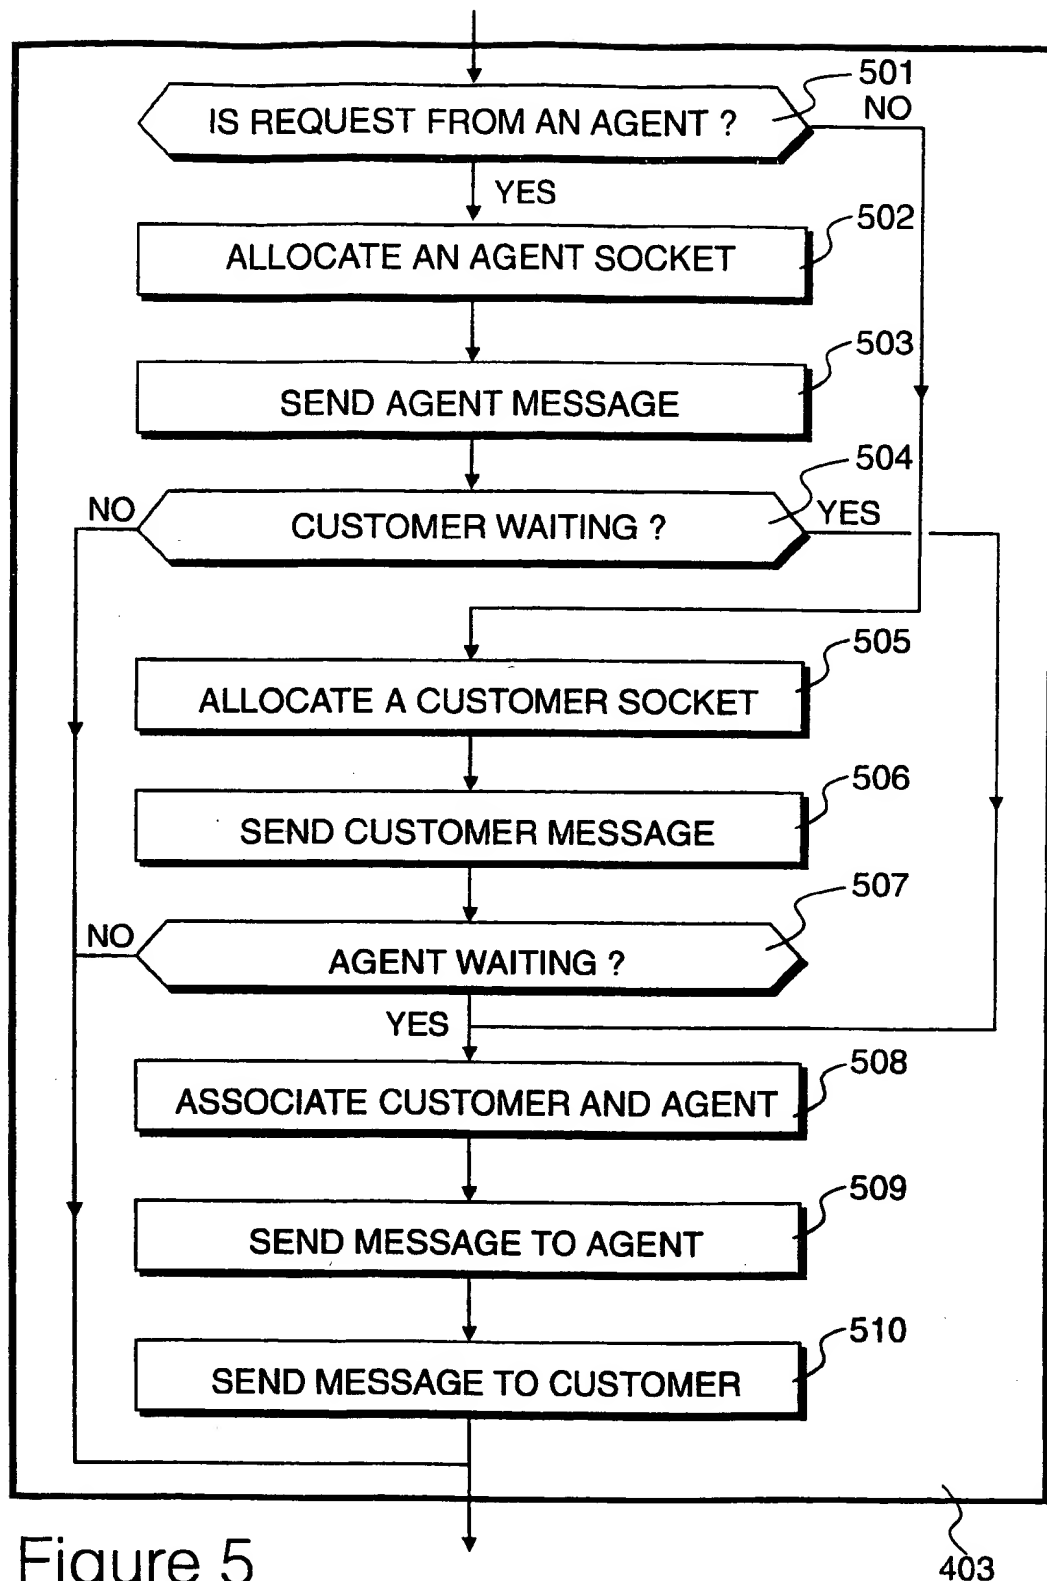 501
IS REQUEST FROM AN AGENT ?
NO
YES
502
ALLOCATE AN AGENT SOCKET
503
SEND AGENT MESSAGE
504
NO
CUSTOMER WAITING ?
YES
505
ALLOCATE A CUSTOMER SOCKET
506
SEND CUSTOMER MESSAGE
507
NO
AGENT WAITING ?
YES
508
ASSOCIATE CUSTOMER AND AGENT
509
SEND MESSAGE TO AGENT
510
SEND MESSAGE TO CUSTOMER
Figure 5
403